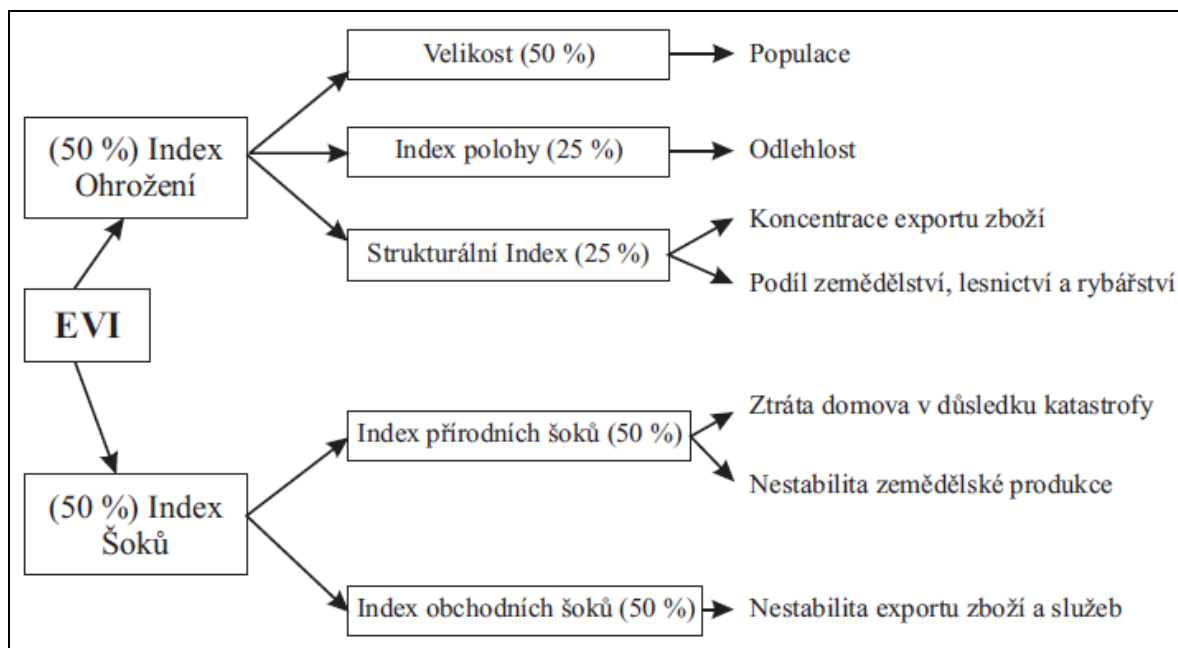 Velikost (50 %)
Populace
(50 %) Index
Ohrožení
Index polohy (25 %)
Odlehlost
Strukturální Index (25 %)
Koncentrace exportu zboží
Podíl zemědělství, lesnictví a rybářství
EVI
Index přírodních šoků (50 %)
Ztráta domova v důsledku katastrofy
Nestabilita zemědělské produkce
(50 %) Index
Šoků
Index obchodních šoků (50 %)
Nestabilita exportu zboží a služeb